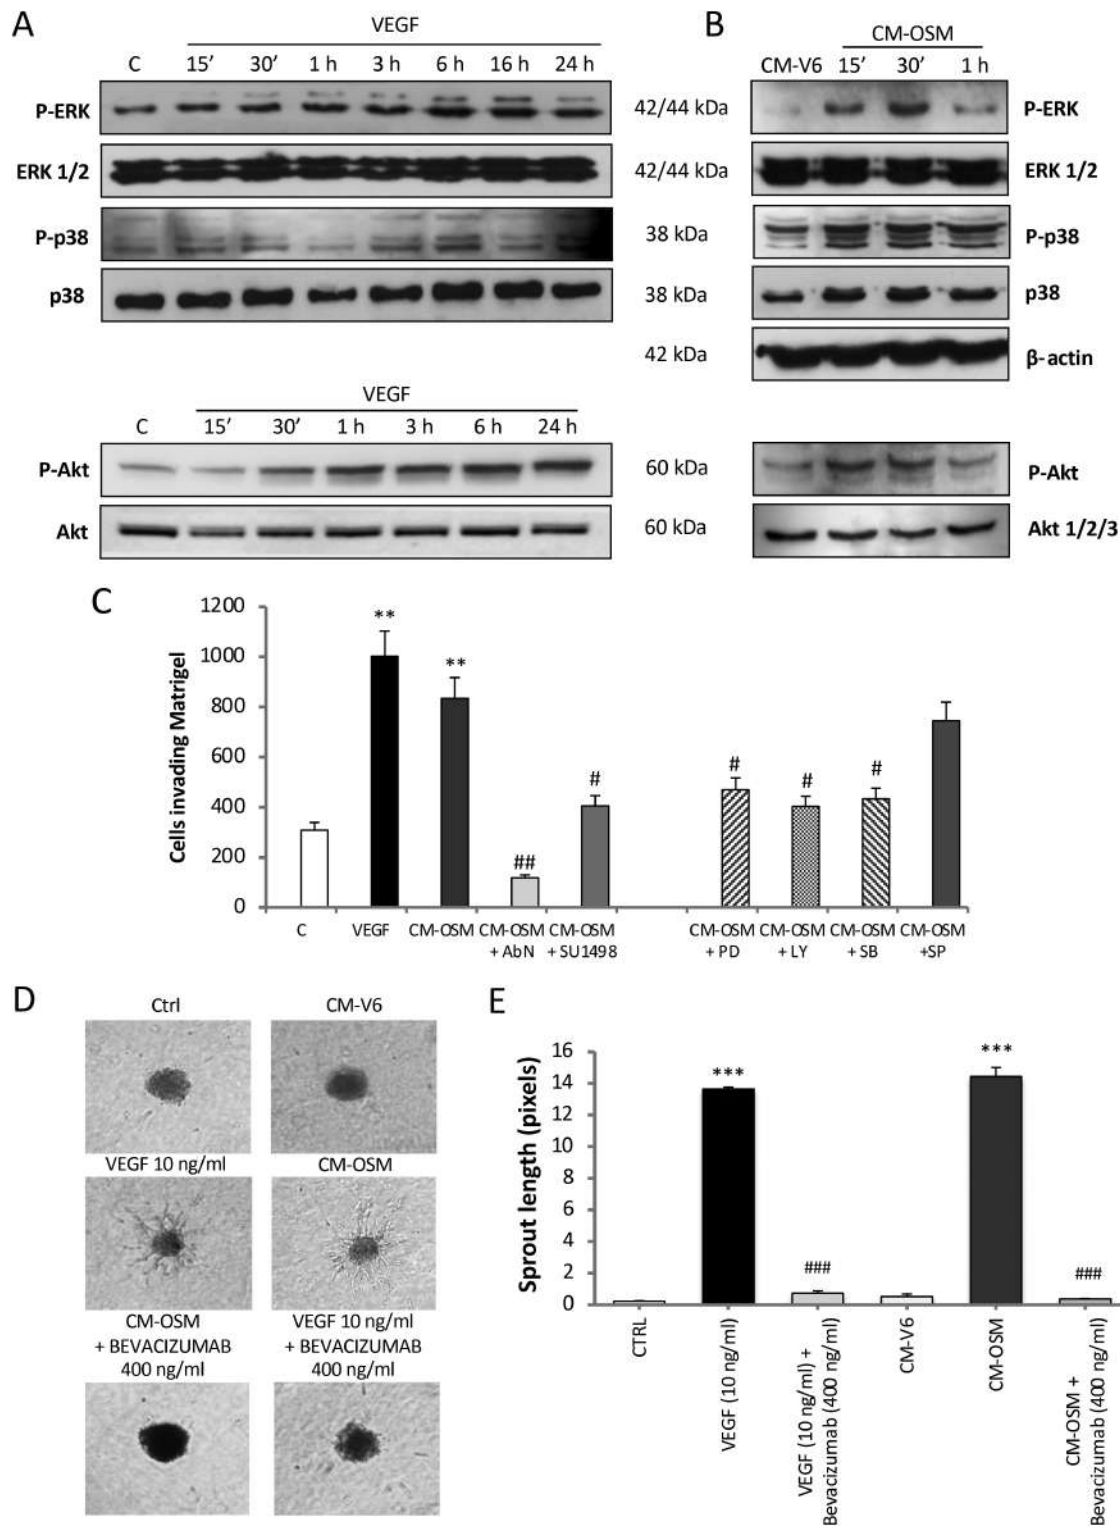 A
VEGF
C 15’ 30’ 1 h 3 h 6 h 16 h 24 h
P-ERK
42/44 kDa
ERK 1/2
42/44 kDa
P-p38
38 kDa
p38
38 kDa
42 kDa
VEGF
C 15’ 30’ 1 h 3 h 6 h 24 h
P-Akt
60 kDa
Akt
60 kDa
B
CM-OSM
CM-V6 15’ 30’ 1 h
P-ERK
ERK 1/2
P-p38
p38
β-actin
P-Akt
Akt 1/2/3
C
Cells invading Matrigel
1200
1000
800
600
400
200
0
**
**
##
#
#
#
#
C
VEGF
CM-OSM
CM-OSM
+ AbN
CM-OSM
+ SU1498
CM-OSM
+ PD
CM-OSM
+ LY
CM-OSM
+ SB
CM-OSM
+SP
D
Ctrl
CM-V6
VEGF 10 ng/ml
CM-OSM
CM-OSM
+ BEVACIZUMAB
400 ng/ml
VEGF 10 ng/ml
+ BEVACIZUMAB
400 ng/ml
E
Sprout length (pixels)
16
14
12
10
8
6
4
2
0
***
###
***
###
CTRL
VEGF (10 ng/ml)
VEGF (10 ng/ml) +
Bevacizumab (400 ng/ml)
CM-V6
CM-OSM
CM-OSM +
Bevacizumab (400 ng/ml)